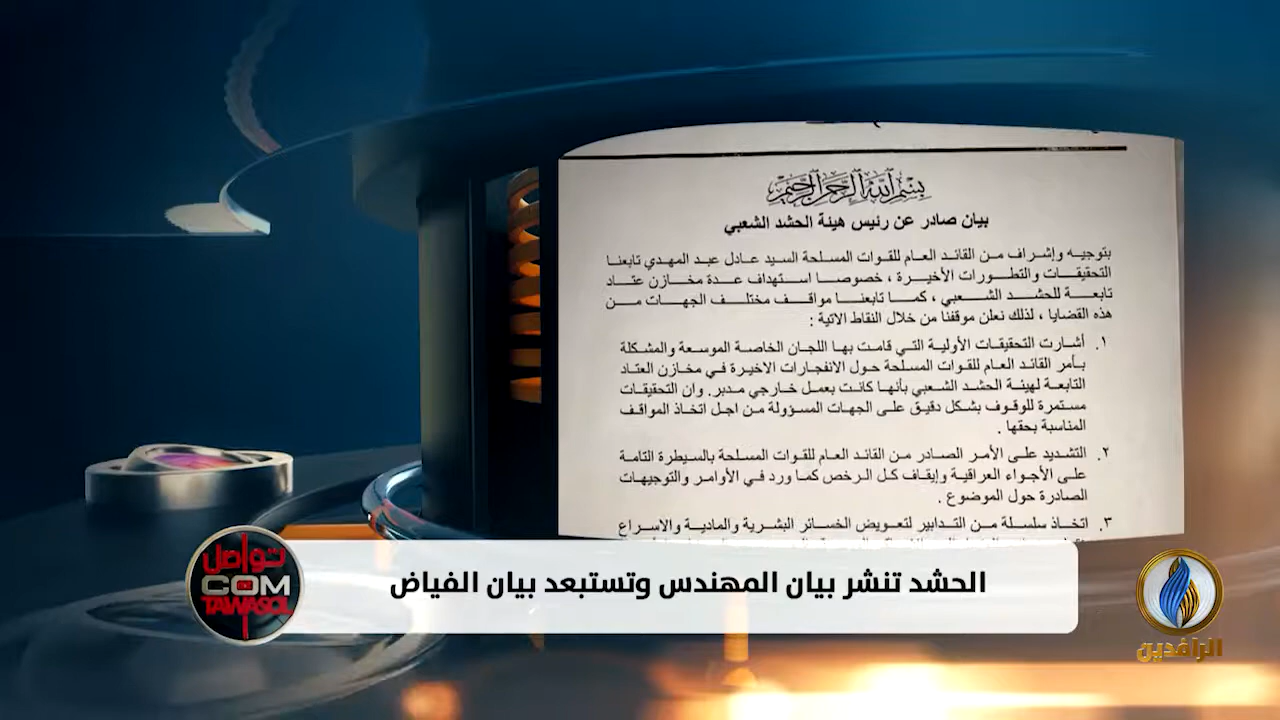 بسم الله الرحمن الرحيم
بيان صادر عن رئيس هيئة الحشد الشعبي
بتوجيه وإشراف من القائد العام للقوات المسلحة السيد عادل عبد المهدي تابعنا
التحقيقات والتطورات الأخيرة ، خصوصا استهداف عدة مخازن عتاد
تابعة للحشد الشعبي ، كما تابعنا مواقف مختلف الجهات من
هذه القضايا ، لذلك نعلن موقفنا من خلال النقاط الاتية :
١. أشارت التحقيقات الأولية التي قامت بها اللجان الخاصة الموسعة والمشكلة
بأمر القائد العام للقوات المسلحة حول الانفجارات الاخيرة في مخازن العتاد
التابعة لهيئة الحشد الشعبي بأنها كانت بعمل خارجي مدبر. وان التحقيقات
مستمرة للوقوف بشكل دقيق على الجهات المسؤولة من اجل اتخاذ المواقف
المناسبة بحقها .
٢. التشديد على الأمر الصادر من القائد العام للقوات المسلحة بالسيطرة التامة
على الأجواء العراقية وإيقاف كل الرخص كما ورد في الأوامر والتوجيهات
الصادرة حول الموضوع .
٣. اتخاذ سلسلة من التدابير لتعويض الخسائر البشرية والمادية والاسراع
الحشد تنشر بيان المهندس وتستبعد بيان الفياض
تواصل
COM
TAWASOL
الرافدين